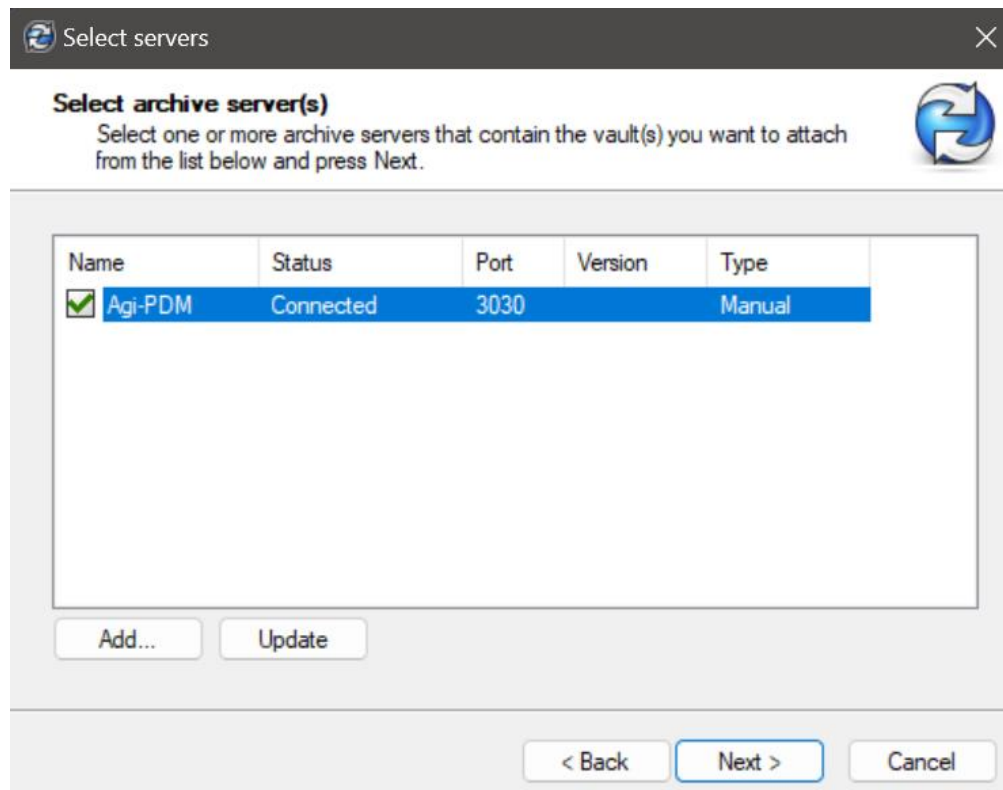 Select servers
Select archive server(s)
Select one or more archive servers that contain the vault(s) you want to attach
from the list below and press Next.
Name Status Port Version Type
Agi-PDM Connected 3030 Manual
Add... Update
< Back Next > Cancel